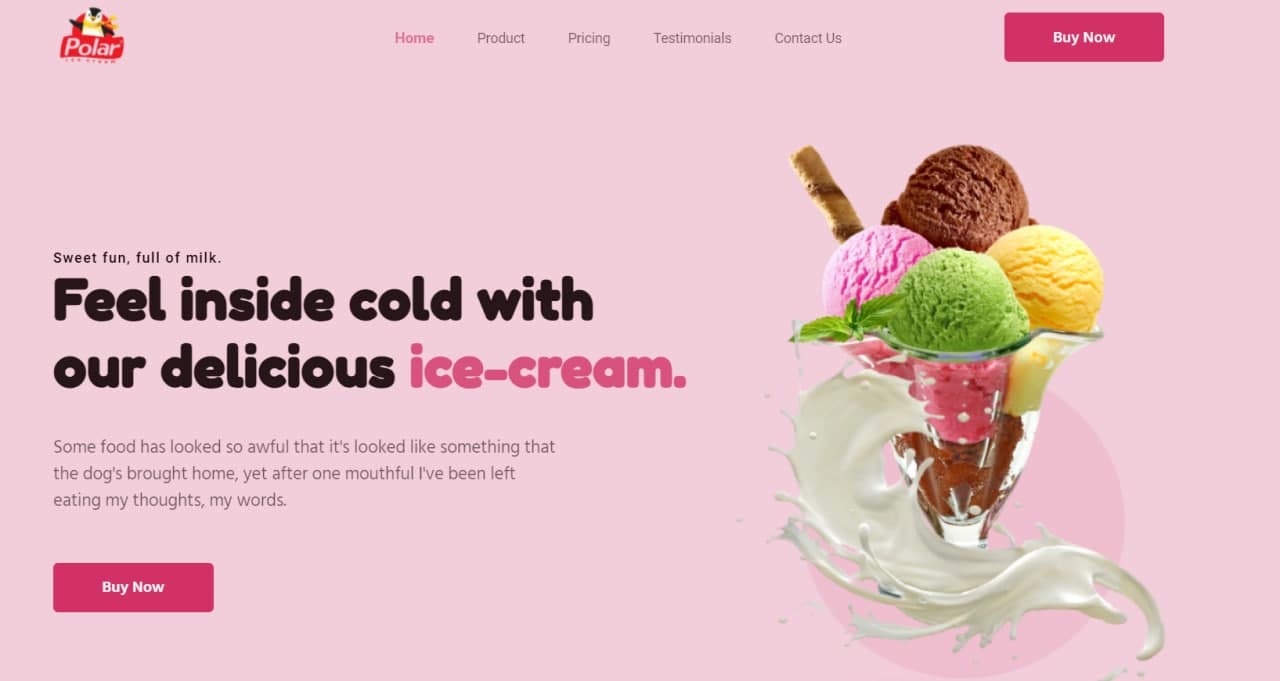 Polar
ice cream
Home
Product
Pricing
Testimonials
Contact Us
Buy Now
Sweet fun, full of milk.
Feel inside cold with
our delicious ice-cream.
Some food has looked so awful that it's looked like something that
the dog's brought home, yet after one mouthful I've been left
eating my thoughts, my words.
Buy Now